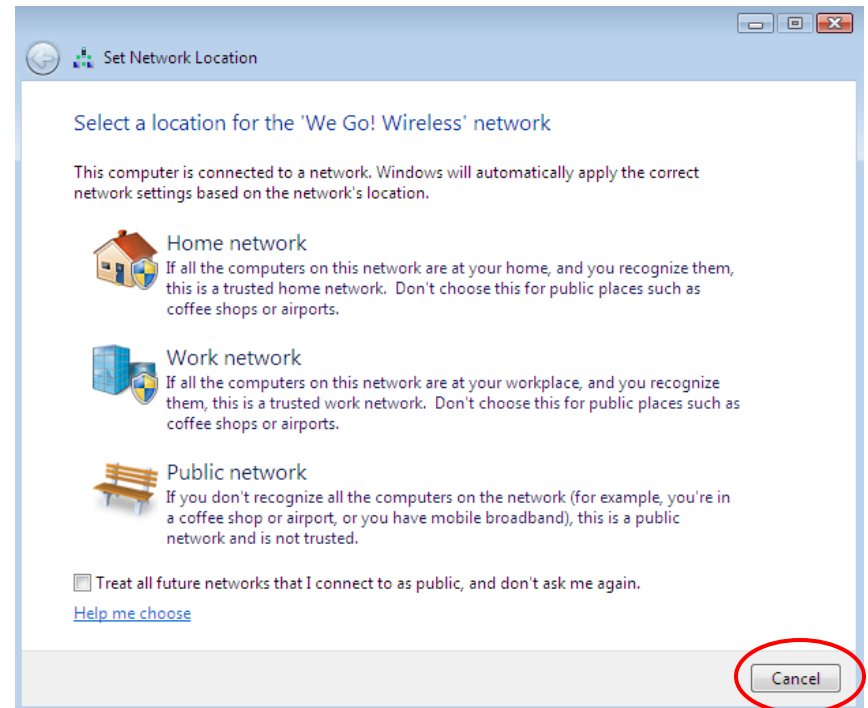 Set Network Location
Select a location for the 'We Go! Wireless' network
This computer is connected to a network. Windows will automatically apply the correct
network settings based on the network's location.
Home network
If all the computers on this network are at your home, and you recognize them,
this is a trusted home network.  Don't choose this for public places such as
coffee shops or airports.
Work network
If all the computers on this network are at your workplace, and you recognize
them, this is a trusted work network.  Don't choose this for public places such as
coffee shops or airports.
Public network
If you don't recognize all the computers on the network (for example, you're in
a coffee shop or airport, or you have mobile broadband), this is a public
network and is not trusted.
Treat all future networks that I connect to as public, and don't ask me again.
Help me choose
Cancel